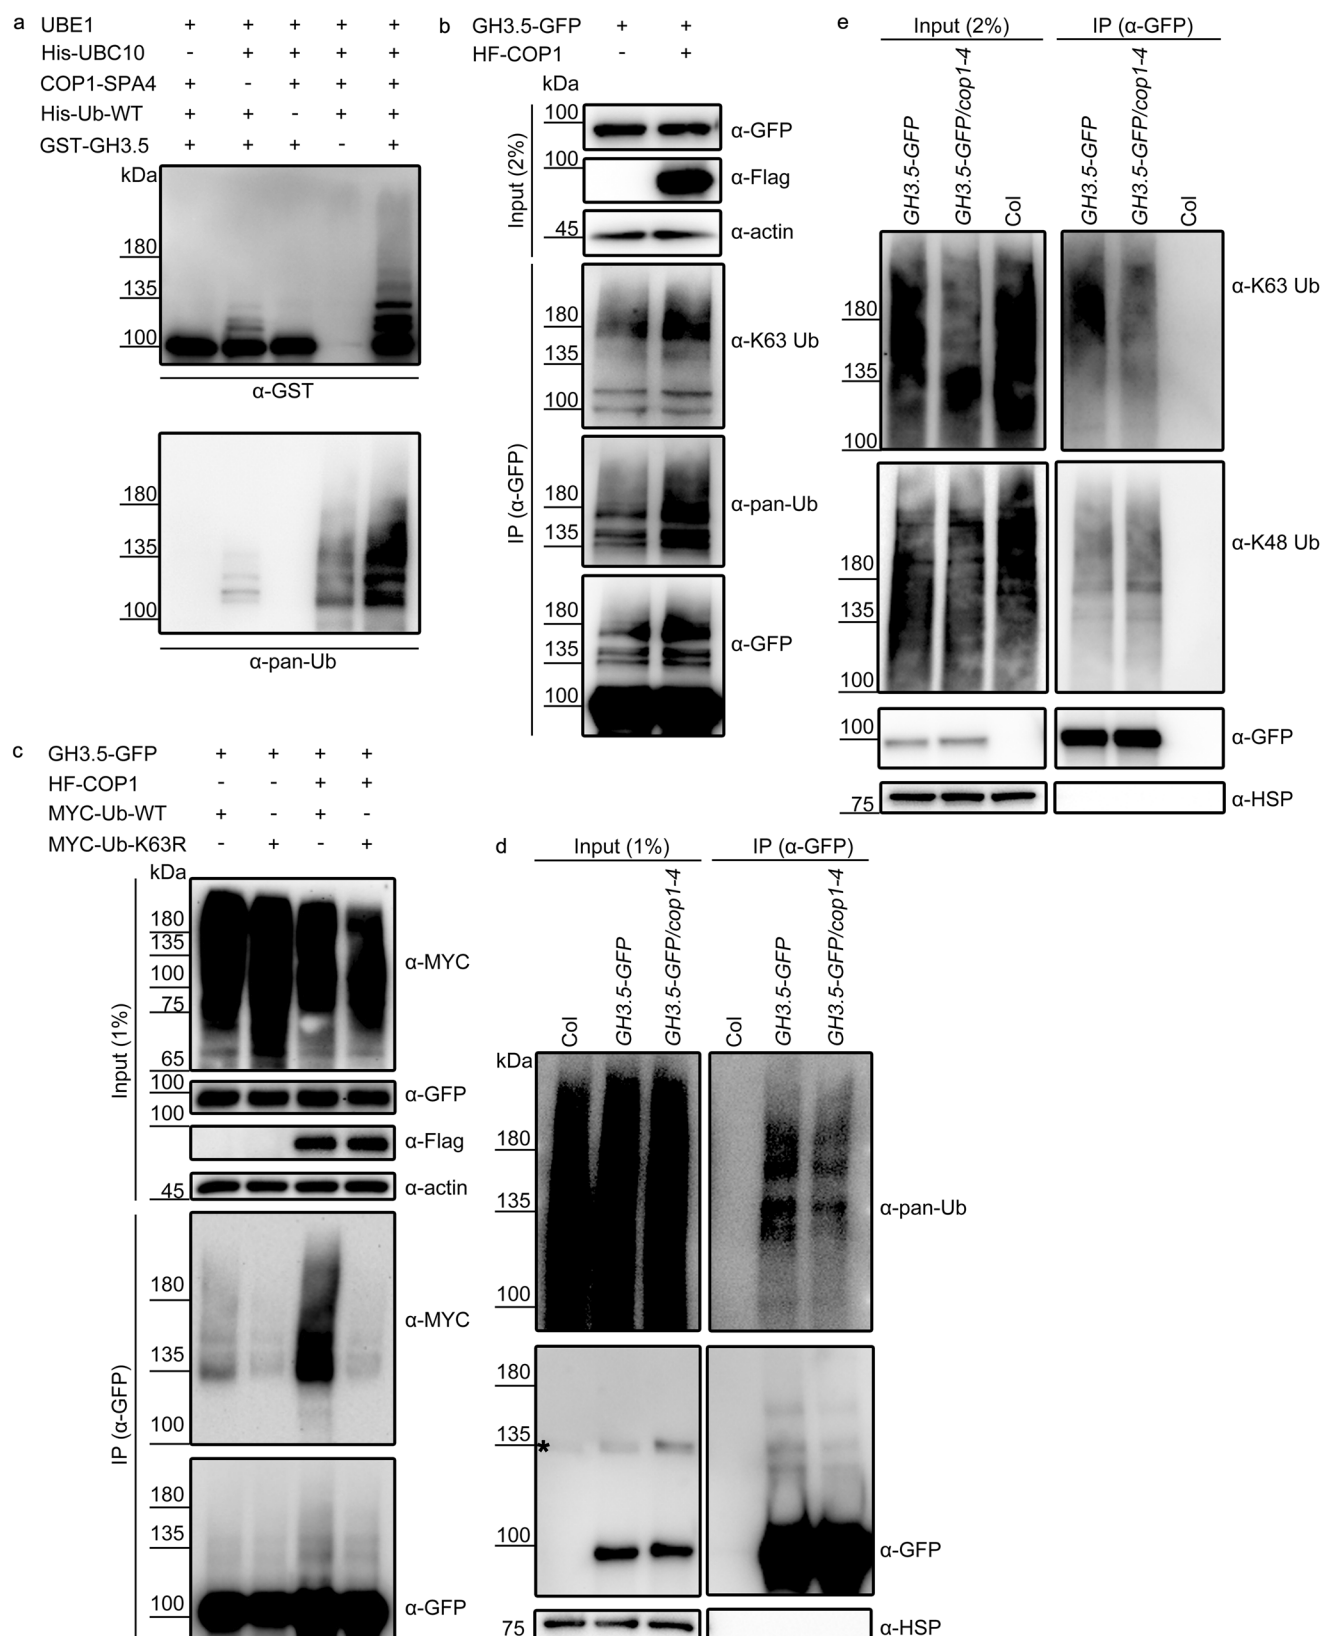 a
UBE1 + + + + +
His-UBC10 - + + + +
COP1-SPA4 + - + + +
His-Ub-WT + + - + +
GST-GH3.5 + + + - +
kDa
180
135
100
α-GST
180
135
100
α-pan-Ub
b
GH3.5-GFP + +
HF-COP1 - +
kDa
Input (2%)
100
α-GFP
100
α-Flag
45
α-actin
IP (α-GFP)
180
135
100
α-K63 Ub
180
135
α-pan-Ub
180
135
100
α-GFP
e
Input (2%) IP (α-GFP)
GH3.5-GFP GH3.5-GFP/cop1-4 Col GH3.5-GFP GH3.5-GFP/cop1-4 Col
180
135
100
α-K63 Ub
180
135
100
α-K48 Ub
100
α-GFP
75
α-HSP
c
GH3.5-GFP + + + +
HF-COP1 - - + +
MYC-Ub-WT + - + -
MYC-Ub-K63R - + - +
kDa
Input (1%)
180
135
100
75
65
α-MYC
100
α-GFP
100
α-Flag
45
α-actin
IP (α-GFP)
180
135
100
α-MYC
180
135
100
α-GFP
d
Input (1%) IP (α-GFP)
Col GH3.5-GFP GH3.5-GFP/cop1-4 Col GH3.5-GFP GH3.5-GFP/cop1-4
kDa
180
135
100
α-pan-Ub
180
135 *
100
α-GFP
75
α-HSP